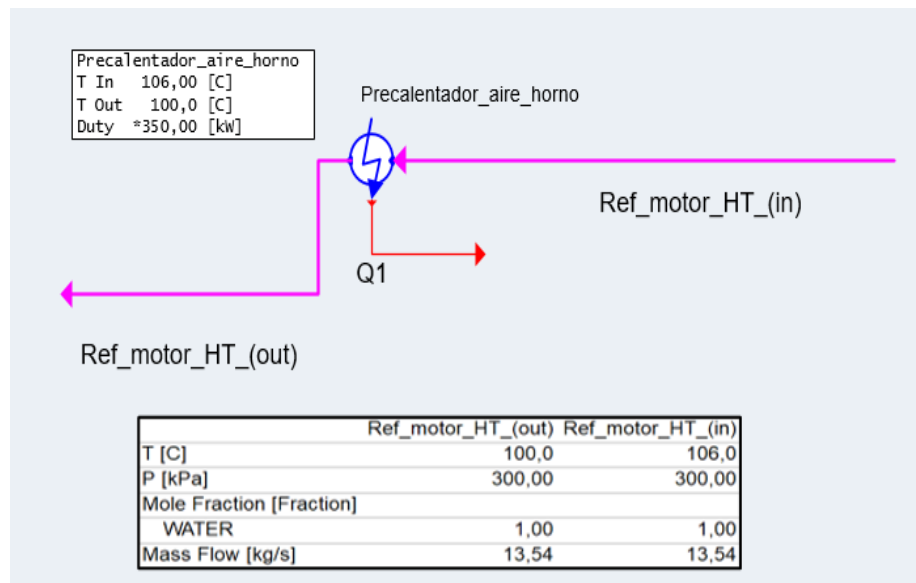 Precalentador_aire_horno
T In 106,00 [C]
T Out 100,0 [C]
Duty *350,00 [kW]
Precalentador_aire_horno
Ref_motor_HT_(in)
Q1
Ref_motor_HT_(out)
Ref_motor_HT_(out) Ref_motor_HT_(in)
T [C] 100,0 106,0
P [kPa] 300,00 300,00
Mole Fraction [Fraction]
WATER 1,00 1,00
Mass Flow [kg/s] 13,54 13,54